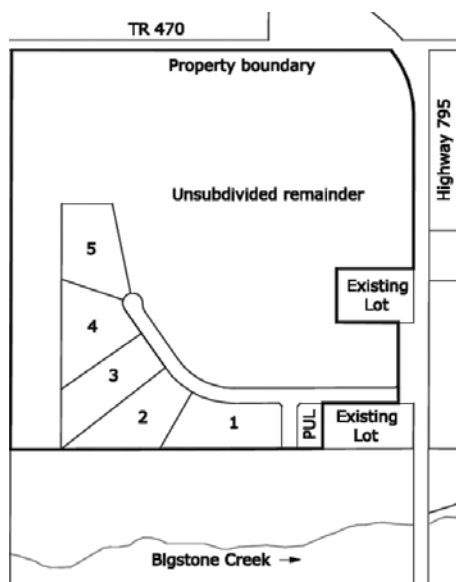 TR 470
Property boundary
Highway 795
Unsubdivided remainder
5
Existing
Lot
4
3
2
1
PUL
Existing
Lot
Bigstone Creek →